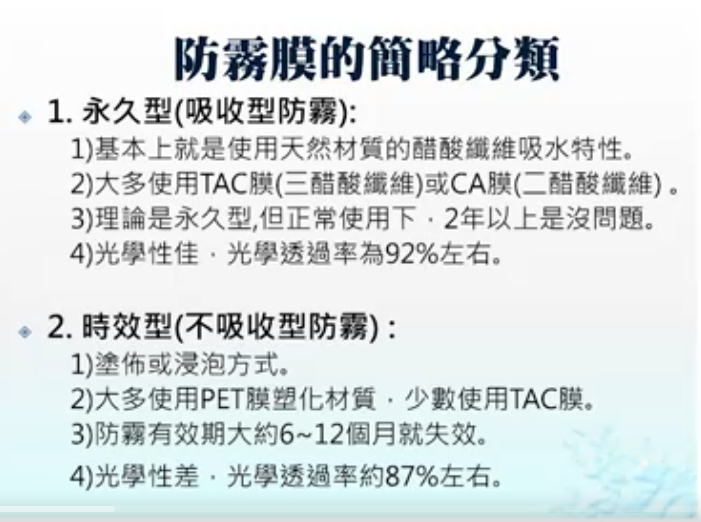 防霧膜的簡略分類
1. 永久型(吸收型防霧):
1)基本上就是使用天然材質的醋酸纖維吸水特性。
2)大多使用TAC膜(三醋酸纖維)或CA膜(二醋酸纖維)。
3)理論是永久型,但正常使用下，2年以上是沒問題。
4)光學性佳，光學透過率為92%左右。
2. 時效型(不吸收型防霧) :
1)塗佈或浸泡方式。
2)大多使用PET膜塑化材質，少數使用TAC膜。
3)防霧有效期大約6~12個月就失效。
4)光學性差，光學透過率約87%左右。